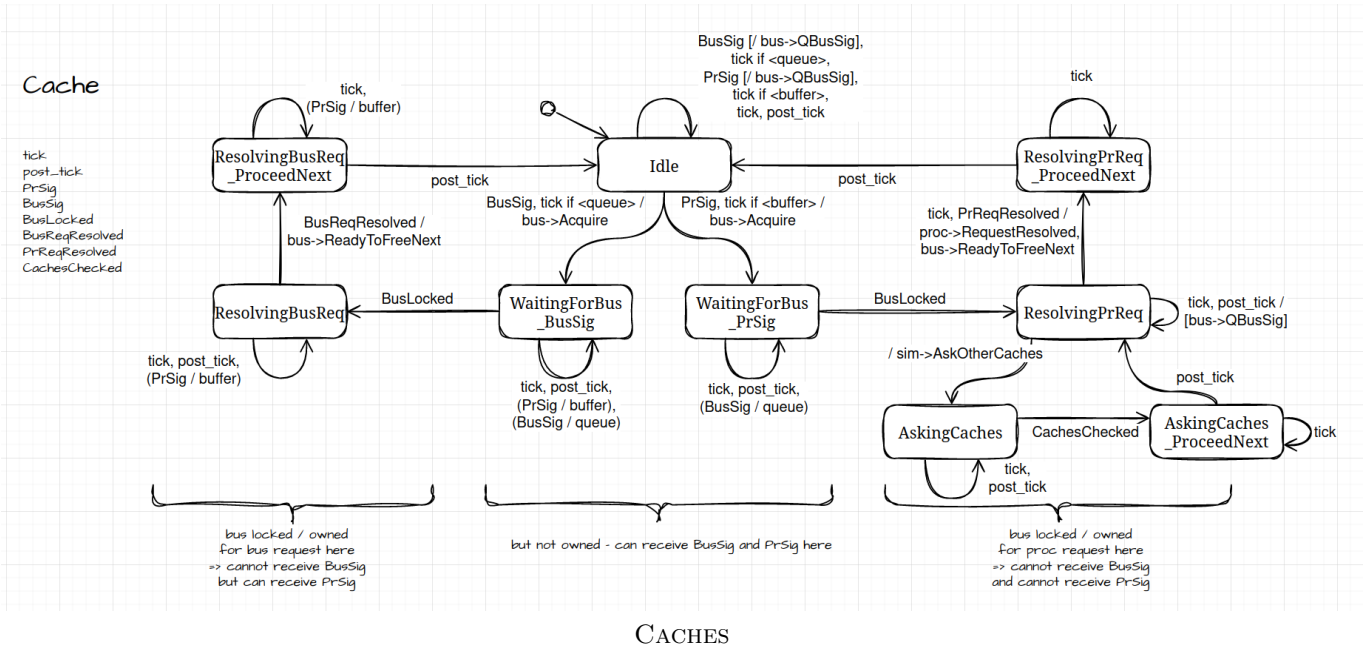 Cache
tick
post_tick
PrSig
BusSig
BusLocked
BusReqResolved
PrReqResolved
CachesChecked
tick,
(PrSig / buffer)
BusSig [/ bus->QBusSig],
tick if <queue>,
PrSig [/ bus->QBusSig],
tick if <buffer>,
tick, post_tick
tick
ResolvingBusReq
_ProceedNext
post_tick
Idle
post_tick
ResolvingPrReq
_ProceedNext
BusReqResolved /
bus->ReadyToFreeNext
BusSig, tick if <queue> /
bus->Acquire
PrSig, tick if <buffer> /
bus->Acquire
tick, PrReqResolved /
proc->RequestResolved,
bus->ReadyToFreeNext
ResolvingBusReq
BusLocked
WaitingForBus
_BusSig
WaitingForBus
_PrSig
BusLocked
ResolvingPrReq
tick, post_tick /
[bus->QBusSig]
tick, post_tick,
(PrSig / buffer)
tick, post_tick,
(PrSig / buffer),
(BusSig / queue)
tick, post_tick,
(BusSig / queue)
/ sim->AskOtherCaches
post_tick
AskingCaches
CachesChecked
AskingCaches
_ProceedNext
tick
tick,
post_tick
bus locked / owned
for bus request here
=> cannot receive BusSig
but can receive PrSig
but not owned - can receive BusSig and PrSig here
bus locked / owned
for proc request here
=> cannot receive BusSig
and cannot receive PrSig
CACHES